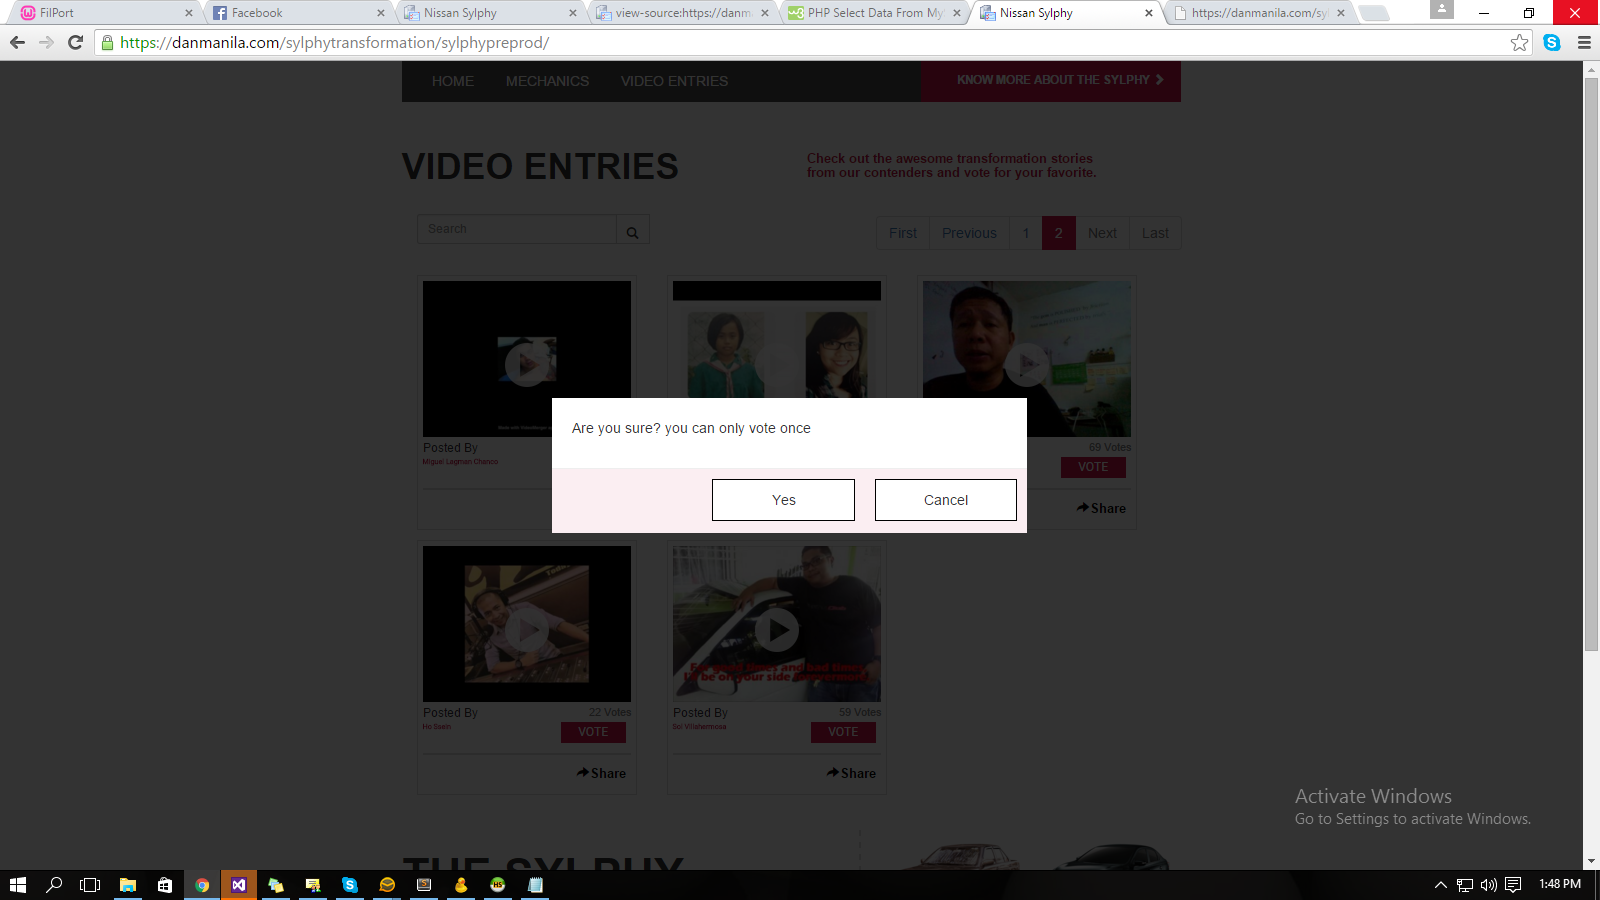 FilPort
Facebook
Nissan Sylphy
view-source:https://danm
PHP Select Data From My
Nissan Sylphy
https://danmanila.com/sy
https://danmanila.com/sylphytransformation/sylphypreprod/
HOME MECHANICS VIDEO ENTRIES
KNOW MORE ABOUT THE SYLPHY
VIDEO ENTRIES
Check out the awesome transformation stories
from our contenders and vote for your favorite.
Search
First Previous 1 2 Next Last
Are you sure? you can only vote once
Yes Cancel
Posted By
Miguel Lagman Chanco
69 Votes
VOTE
Share
For good times and bad times
I'll be on your side forevermore!
Posted By 22 Votes
Ho Ssein
VOTE
Share
Posted By 59 Votes
Sol Villahermosa
VOTE
Share
THE SYLPHY
Activate Windows
Go to Settings to activate Windows.
1:48 PM